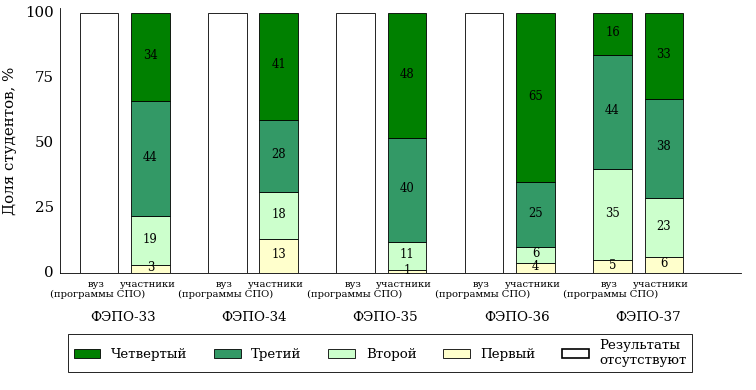 100
75
50
25
0
Доля студентов, %
34
44
19
3
41
28
18
13
48
40
11
1
65
25
6
4
16
44
35
5
33
38
23
6
вуз
(программы СПО)
участники
вуз
(программы СПО)
участники
вуз
(программы СПО)
участники
вуз
(программы СПО)
участники
вуз
(программы СПО)
участники
ФЭПО-33 ФЭПО-34 ФЭПО-35 ФЭПО-36 ФЭПО-37
Четвертый Третий Второй Первый Результаты
отсутствуют